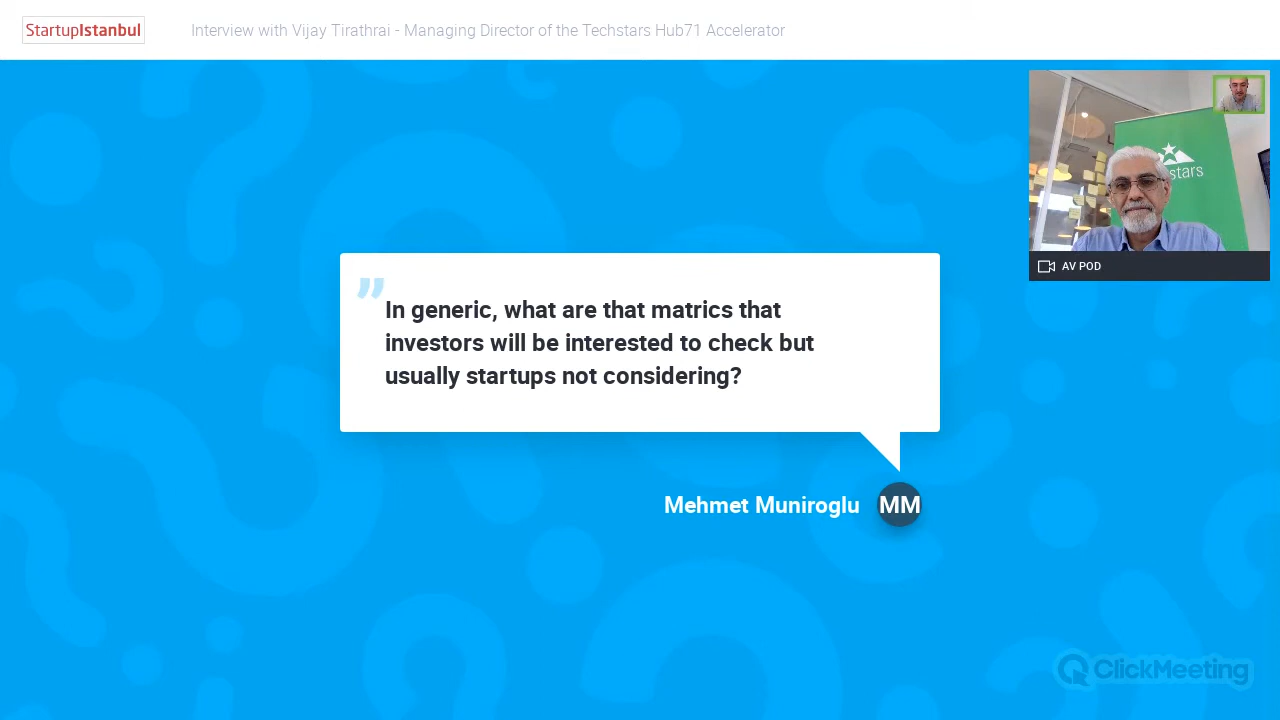 StartupIstanbul
Interview with Vijay Tirathrai - Managing Director of the Techstars Hub71 Accelerator
stars
AV POD
In generic, what are that matrics that
investors will be interested to check but
usually startups not considering?
Mehmet Muniroglu
MM
ClickMeeting